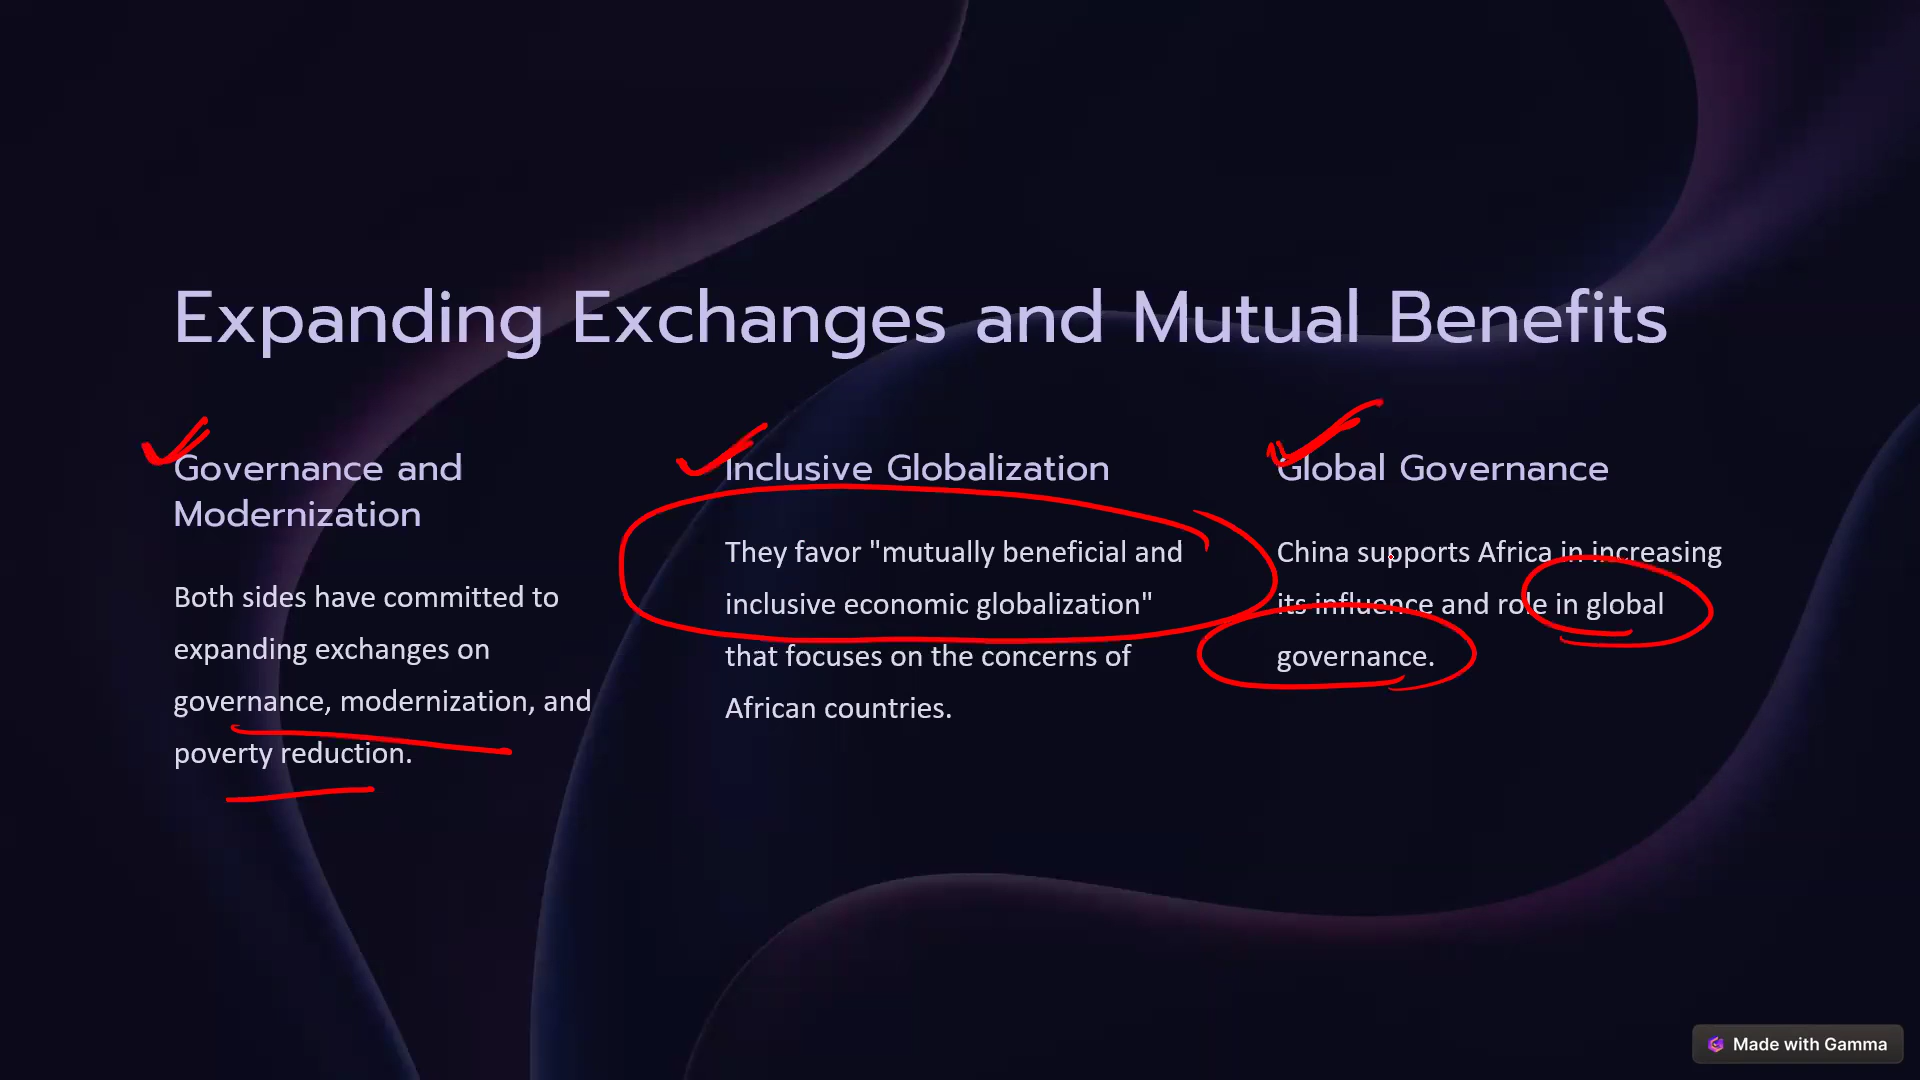 Expanding Exchanges and Mutual Benefits
Governance and
Modernization
Both sides have committed to
expanding exchanges on
governance, modernization, and
poverty reduction.
Inclusive Globalization
They favor "mutually beneficial and
inclusive economic globalization"
that focuses on the concerns of
African countries.
Global Governance
China supports Africa in increasing
its influence and role in global
governance.
Made with Gamma